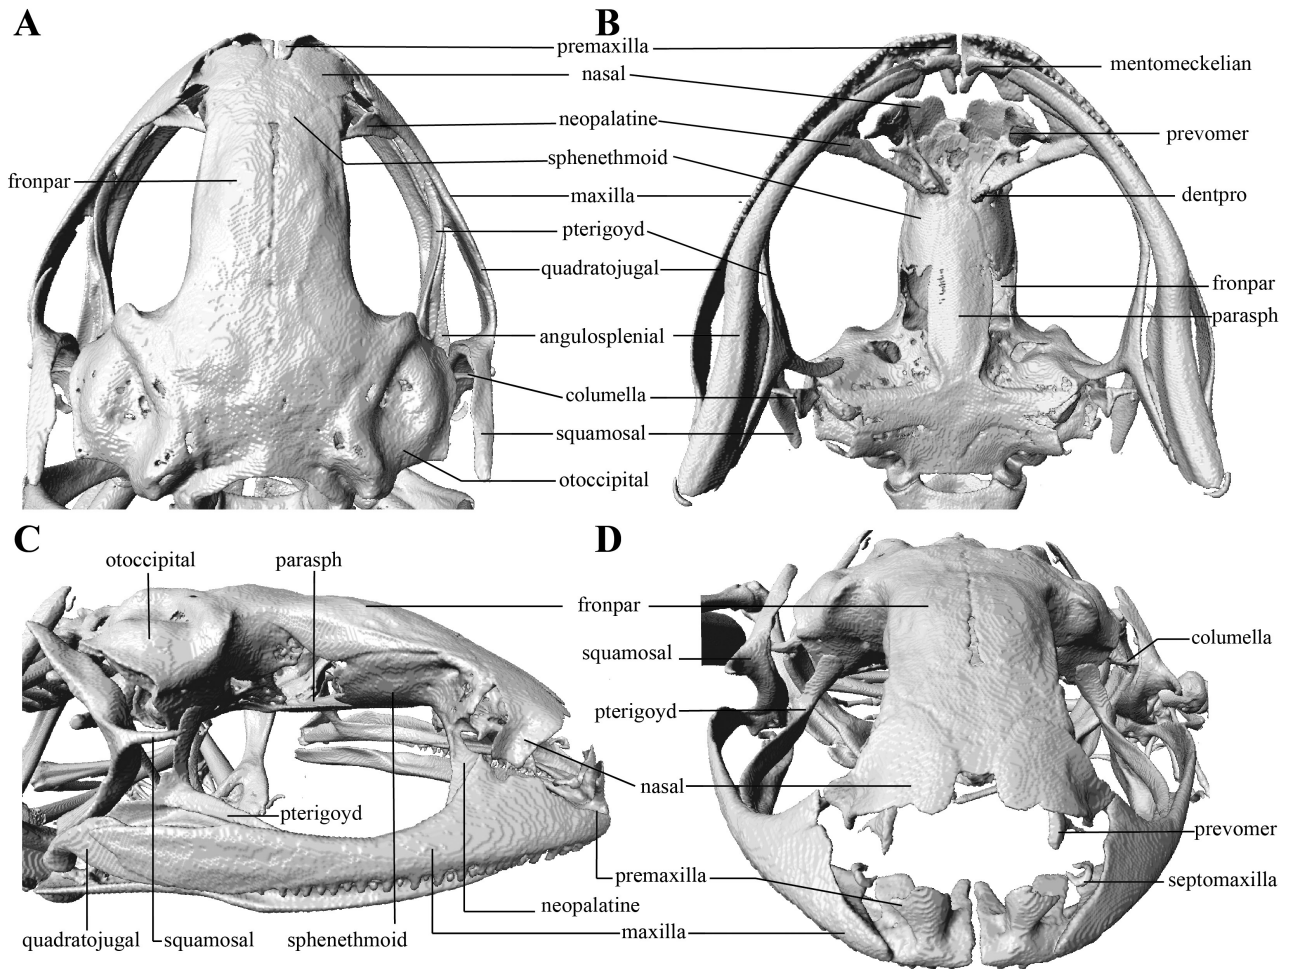 A
B
premaxilla
nasal
mentomeckelian
neopalatine
prevomer
sphenethmoid
fronpar
maxilla
dentpro
pterigoyd
quadratojugal
fronpar
parasph
angulosplenial
columella
squamosal
otoccipital
C
D
otoccipital
parasph
fronpar
columella
squamosal
pterigoyd
nasal
pterigoyd
prevomer
premaxilla
septomaxilla
neopalatine
maxilla
quadratojugal
squamosal
sphenethmoid